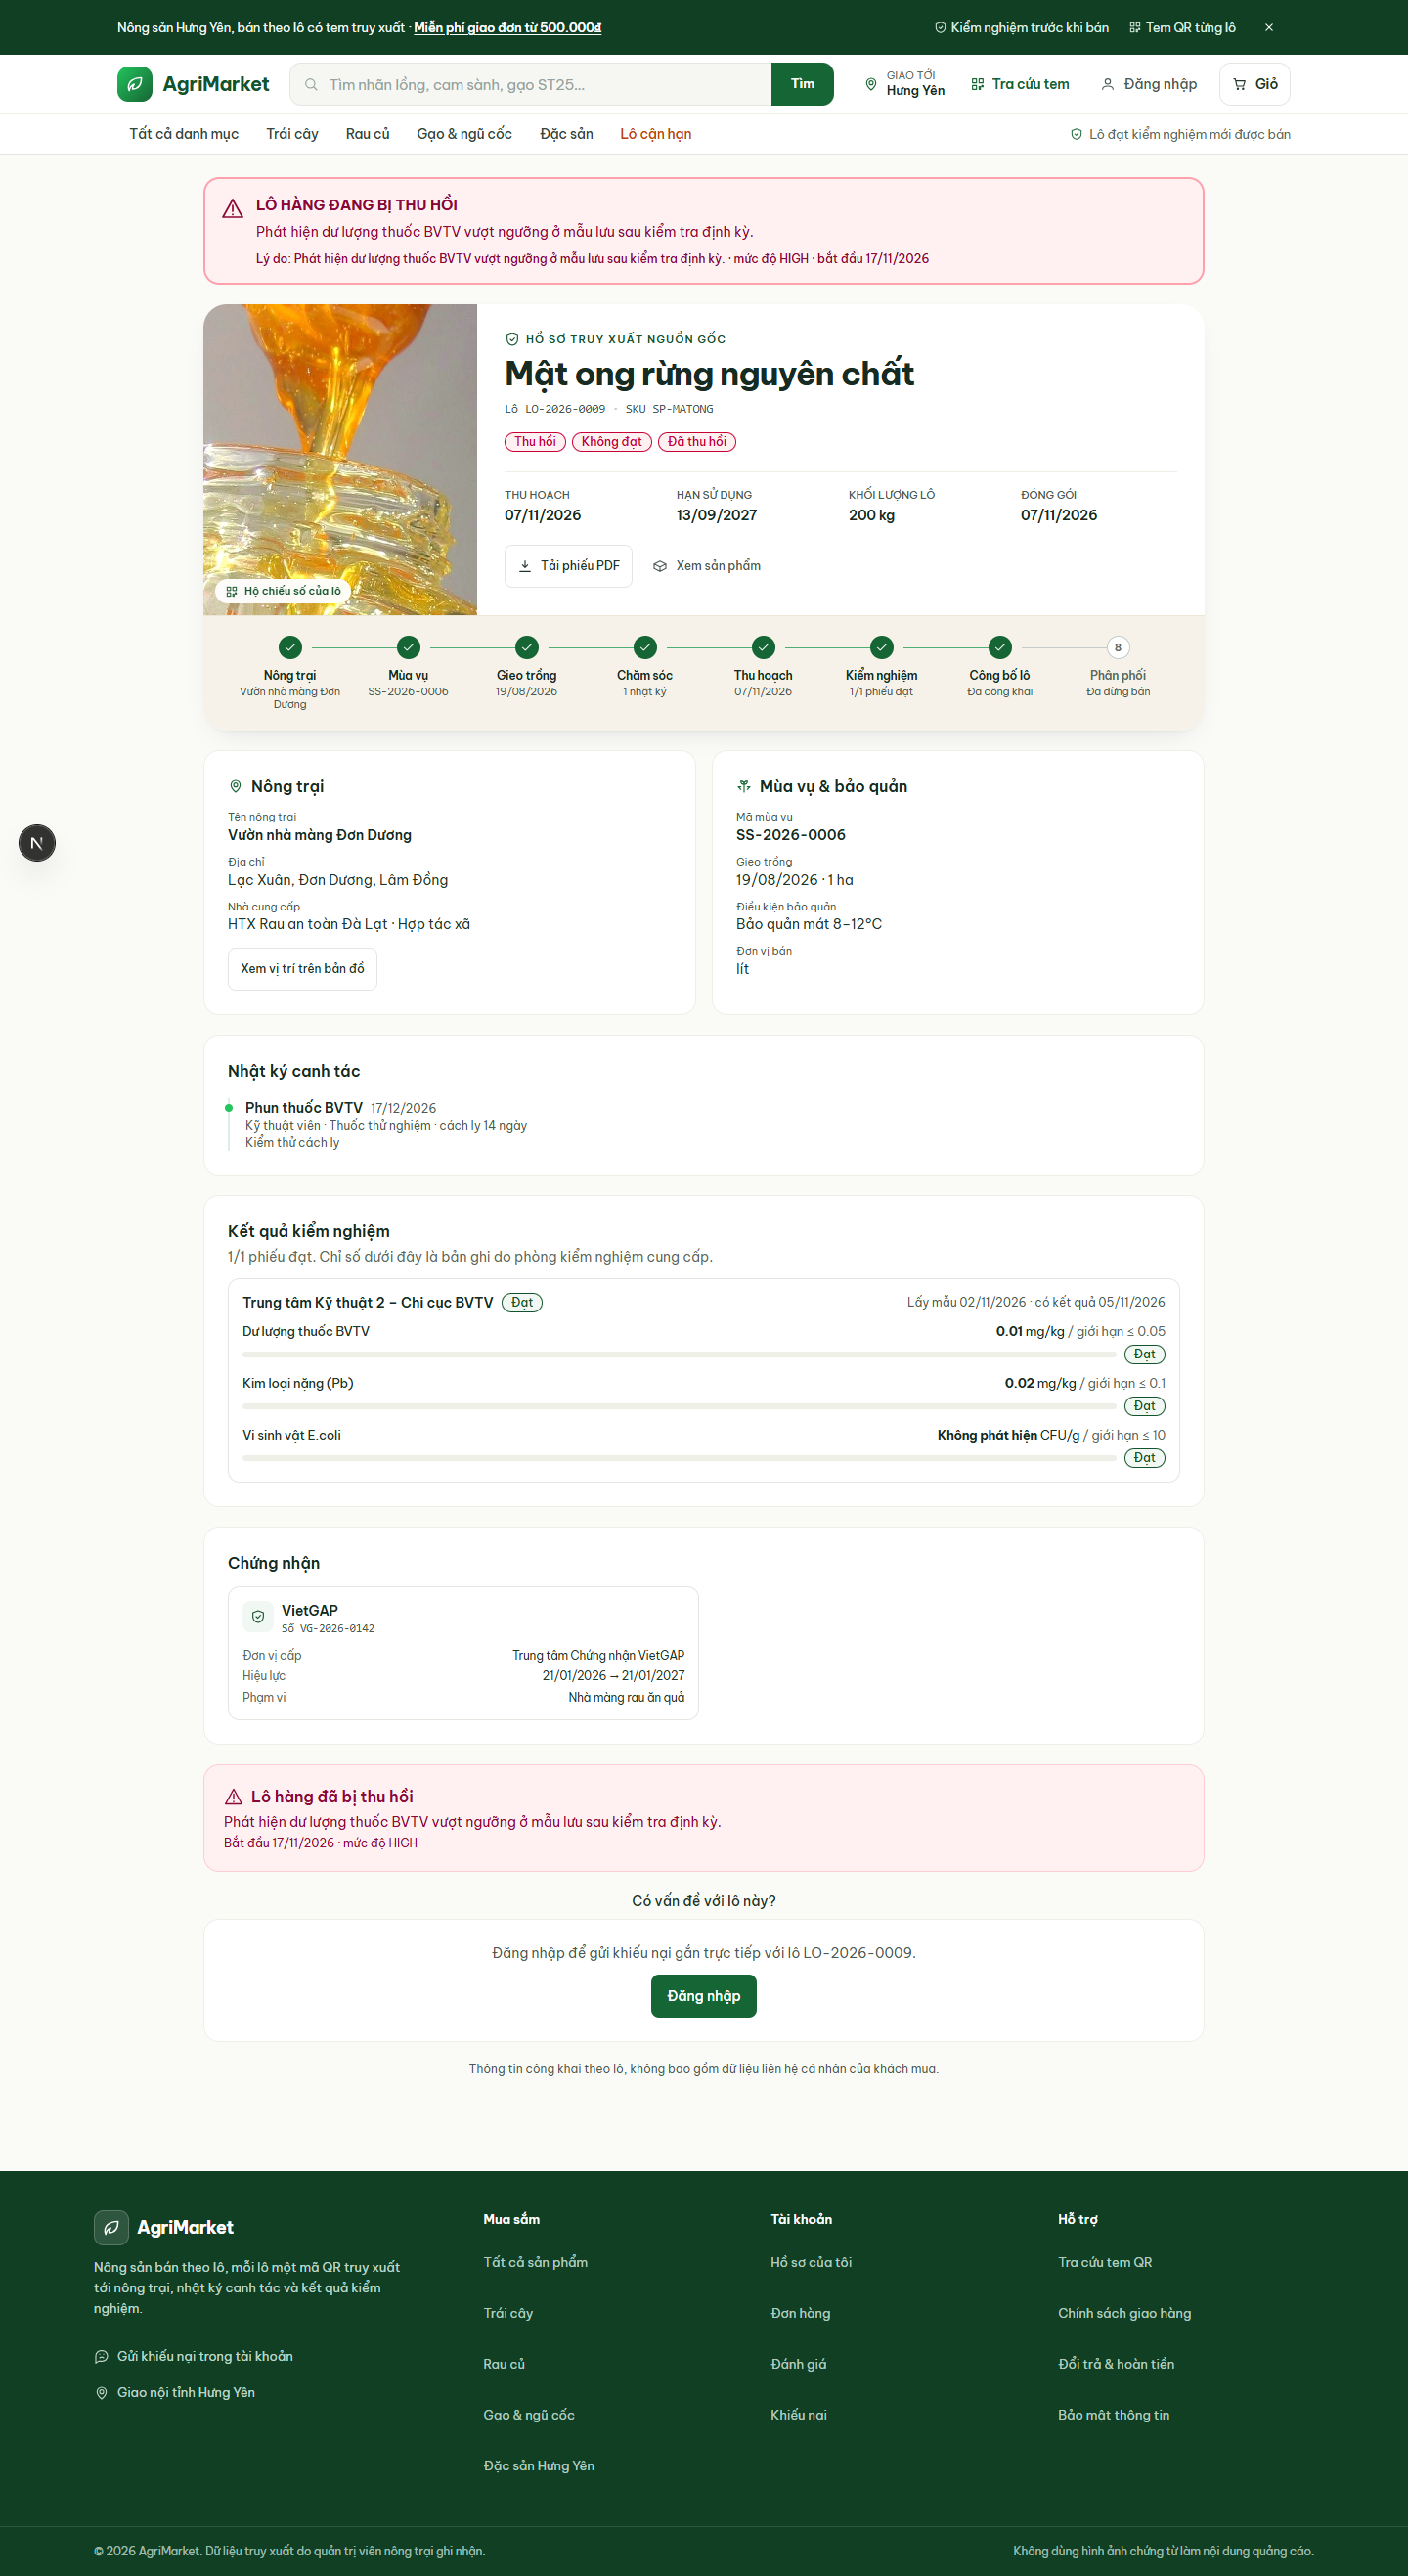 Nông sản Hưng Yên, bán theo lô có tem truy xuất · Miễn phí giao đơn từ 500.000₫
Kiểm nghiệm trước khi bán
Tem QR từng lô
AgriMarket
Tìm nhãn lồng, cam sành, gạo ST25...
Tìm
GIAO TỚI
Hưng Yên
Tra cứu tem
Đăng nhập
Giỏ
Tất cả danh mục
Trái cây
Rau củ
Gạo & ngũ cốc
Đặc sản
Lô cận hạn
Lô đạt kiểm nghiệm mới được bán
LÔ HÀNG ĐANG BỊ THU HỒI
Phát hiện dư lượng thuốc BVTV vượt ngưỡng ở mẫu lưu sau kiểm tra định kỳ.
Lý do: Phát hiện dư lượng thuốc BVTV vượt ngưỡng ở mẫu lưu sau kiểm tra định kỳ. · mức độ HIGH · bắt đầu 17/11/2026
Hộ chiếu số của lô
HỒ SƠ TRUY XUẤT NGUỒN GỐC
Mật ong rừng nguyên chất
Lô LO-2026-0009 · SKU SP-MATONG
Thu hồi
Không đạt
Đã thu hồi
THU HOẠCH
07/11/2026
HẠN SỬ DỤNG
13/09/2027
KHỐI LƯỢNG LÔ
200 kg
ĐÓNG GÓI
07/11/2026
Tải phiếu PDF
Xem sản phẩm
Nông trại
Vườn nhà màng Đơn Dương
Mùa vụ
SS-2026-0006
Gieo trồng
19/08/2026
Chăm sóc
1 nhật ký
Thu hoạch
07/11/2026
Kiểm nghiệm
1/1 phiếu đạt
Công bố lô
Đã công khai
8
Phân phối
Đã dừng bán
Nông trại
Tên nông trại
Vườn nhà màng Đơn Dương
Địa chỉ
Lạc Xuân, Đơn Dương, Lâm Đồng
Nhà cung cấp
HTX Rau an toàn Đà Lạt · Hợp tác xã
Xem vị trí trên bản đồ
Mùa vụ & bảo quản
Mã mùa vụ
SS-2026-0006
Gieo trồng
19/08/2026 · 1 ha
Điều kiện bảo quản
Bảo quản mát 8–12°C
Đơn vị bán
lít
Nhật ký canh tác
Phun thuốc BVTV 17/12/2026
Kỹ thuật viên · Thuốc thử nghiệm · cách ly 14 ngày
Kiểm thử cách ly
Kết quả kiểm nghiệm
1/1 phiếu đạt. Chỉ số dưới đây là bản ghi do phòng kiểm nghiệm cung cấp.
Trung tâm Kỹ thuật 2 – Chi cục BVTV
Đạt
Lấy mẫu 02/11/2026 · có kết quả 05/11/2026
Dư lượng thuốc BVTV
0.01 mg/kg / giới hạn ≤ 0.05
Đạt
Kim loại nặng (Pb)
0.02 mg/kg / giới hạn ≤ 0.1
Đạt
Vi sinh vật E.coli
Không phát hiện CFU/g / giới hạn ≤ 10
Đạt
Chứng nhận
VietGAP
Số VG-2026-0142
Đơn vị cấp
Trung tâm Chứng nhận VietGAP
Hiệu lực
21/01/2026 → 21/01/2027
Phạm vi
Nhà màng rau ăn quả
Lô hàng đã bị thu hồi
Phát hiện dư lượng thuốc BVTV vượt ngưỡng ở mẫu lưu sau kiểm tra định kỳ.
Bắt đầu 17/11/2026 · mức độ HIGH
Có vấn đề với lô này?
Đăng nhập để gửi khiếu nại gắn trực tiếp với lô LO-2026-0009.
Đăng nhập
Thông tin công khai theo lô, không bao gồm dữ liệu liên hệ cá nhân của khách mua.
AgriMarket
Nông sản bán theo lô, mỗi lô một mã QR truy xuất
tới nông trại, nhật ký canh tác và kết quả kiểm
nghiệm.
Gửi khiếu nại trong tài khoản
Giao nội tỉnh Hưng Yên
Mua sắm
Tất cả sản phẩm
Trái cây
Rau củ
Gạo & ngũ cốc
Đặc sản Hưng Yên
Tài khoản
Hồ sơ của tôi
Đơn hàng
Đánh giá
Khiếu nại
Hỗ trợ
Tra cứu tem QR
Chính sách giao hàng
Đổi trả & hoàn tiền
Bảo mật thông tin
© 2026 AgriMarket. Dữ liệu truy xuất do quản trị viên nông trại ghi nhận.
Không dùng hình ảnh chứng từ làm nội dung quảng cáo.